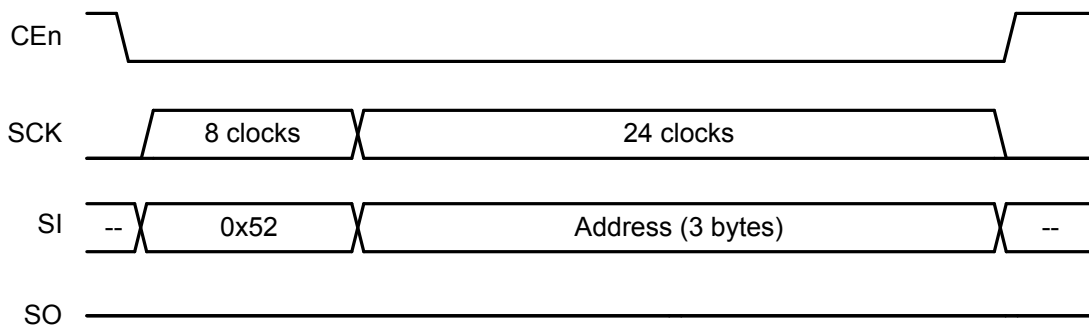 CEn
SCK 8 clocks 24 clocks
SI -- 0x52 Address (3 bytes) --
SO